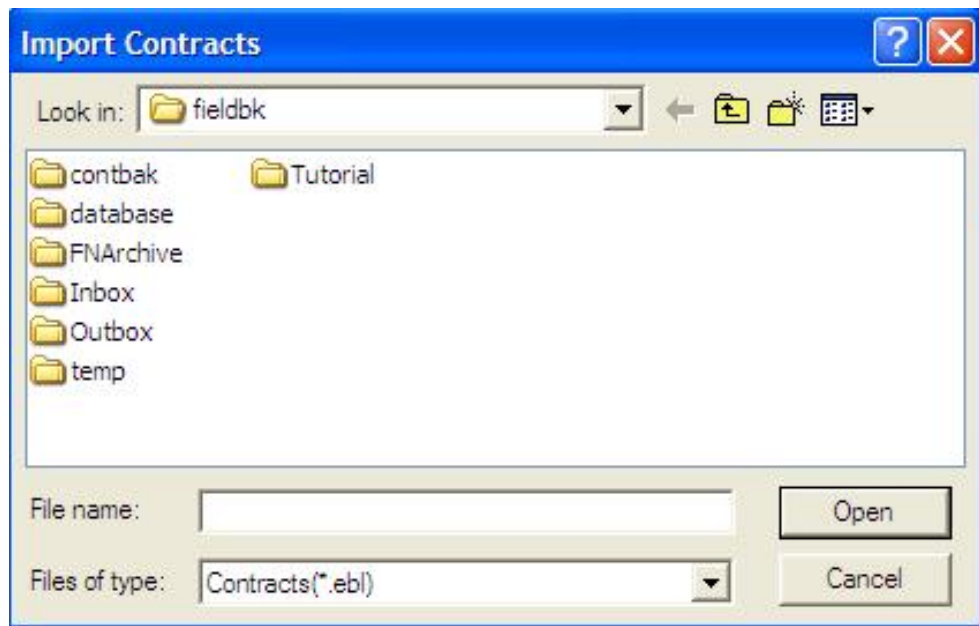 Import Contracts
Look in: fieldbk
contbak Tutorial
database
FNArchive
Inbox
Outbox
temp
File name: Open
Files of type: Contracts(*.ebl) Cancel